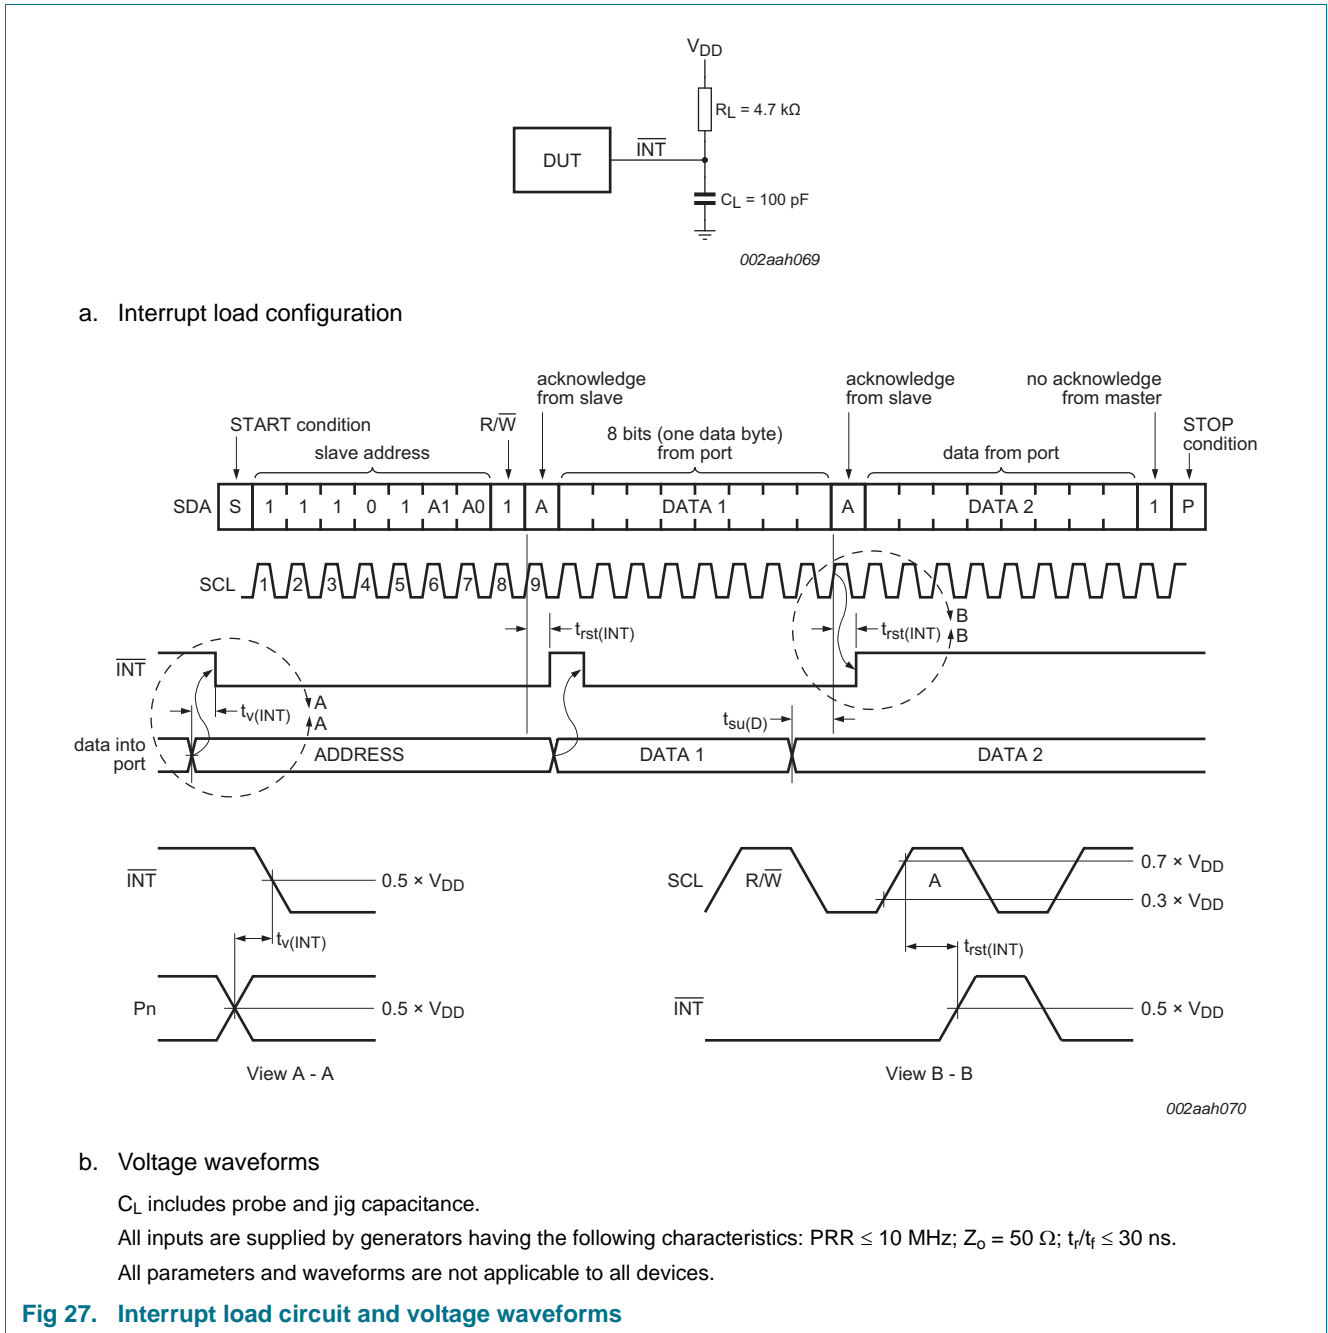 VDD
RL = 4.7 kΩ
DUT
INT
CL = 100 pF
002aah069
a. Interrupt load configuration
acknowledge
from slave
acknowledge
from slave
no acknowledge
from master
START condition
R/W
8 bits (one data byte)
from port
STOP
condition
slave address
data from port
SDA S 1 1 1 0 1 A1 A0 1 A DATA 1 A DATA 2 1 P
SCL 1 2 3 4 5 6 7 8 9
B
B
trst(INT)
trst(INT)
INT
tv(INT)
A
A
tsu(D)
data into
port
ADDRESS
DATA 1
DATA 2
INT
0.5 × VDD
tv(INT)
Pn
0.5 × VDD
View A - A
SCL
R/W
A
0.7 × VDD
0.3 × VDD
trst(INT)
INT
0.5 × VDD
View B - B
002aah070
b. Voltage waveforms
CL includes probe and jig capacitance.
All inputs are supplied by generators having the following characteristics: PRR ≤ 10 MHz; Zo = 50 Ω; tr/tf ≤ 30 ns.
All parameters and waveforms are not applicable to all devices.
Fig 27. Interrupt load circuit and voltage waveforms